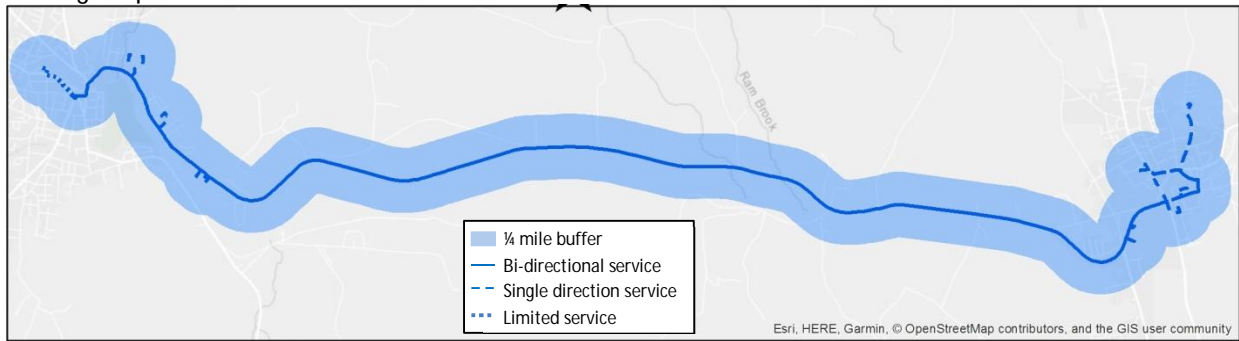 Ram Brook
¼ mile buffer
Bi-directional service
Single direction service
Limited service
Esri, HERE, Garmin, © OpenStreetMap contributors, and the GIS user community